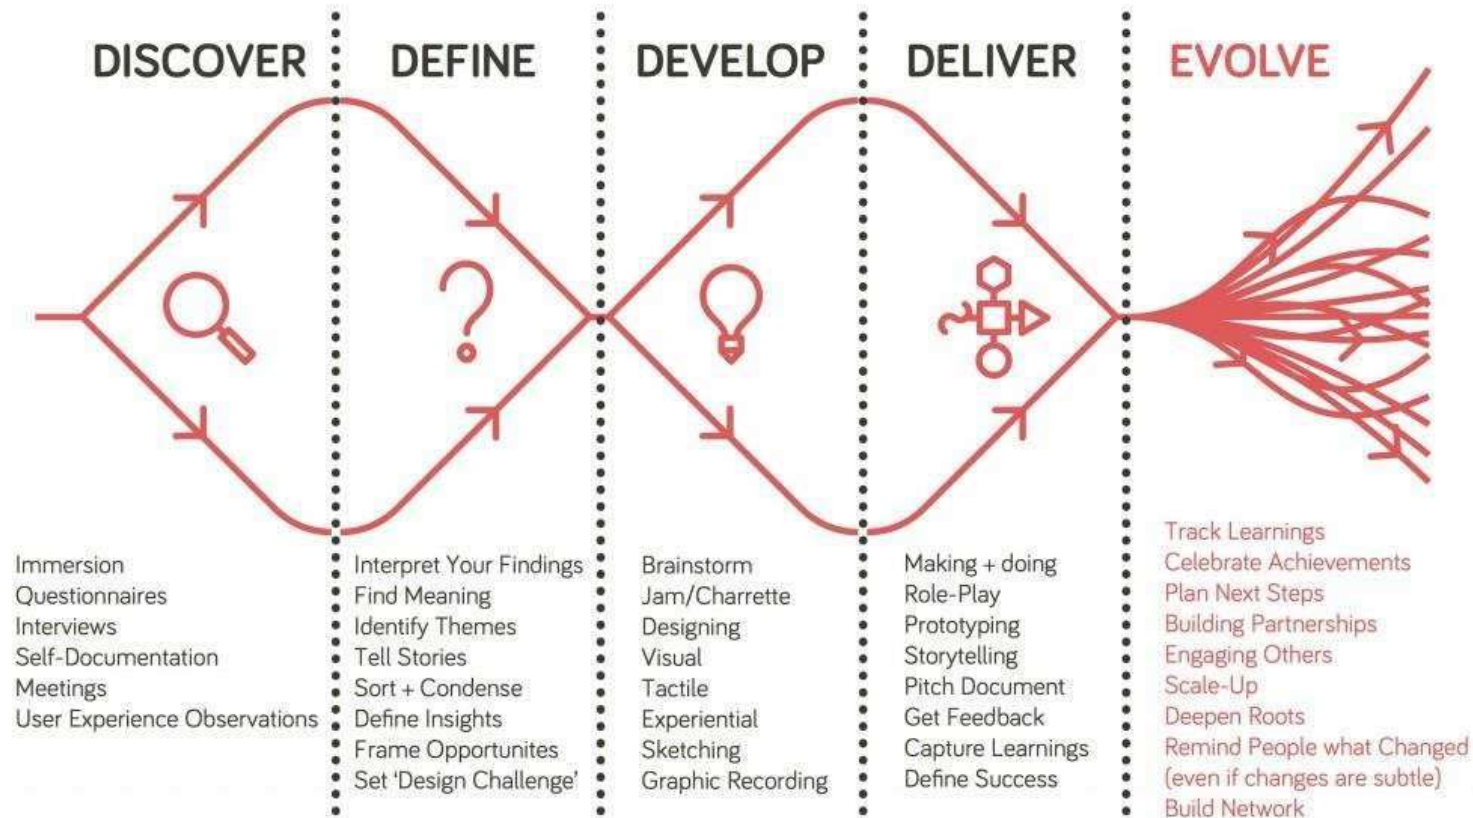 DISCOVER
Immersion
Questionnaires
Interviews
Self-Documentation
Meetings
User Experience Observations
DEFINE
Interpret Your Findings
Find Meaning
Identify Themes
Tell Stories
Sort + Condense
Define Insights
Frame Opportunites
Set ‘Design Challenge’
DEVELOP
Brainstorm
Jam/Charrette
Designing
Visual
Tactile
Experiential
Sketching
Graphic Recording
DELIVER
Making + doing
Role-Play
Prototyping
Storytelling
Pitch Document
Get Feedback
Capture Learnings
Define Success
EVOLVE
Track Learnings
Celebrate Achievements
Plan Next Steps
Building Partnerships
Engaging Others
Scale-Up
Deepen Roots
Remind People what Changed
(even if changes are subtle)
Build Network